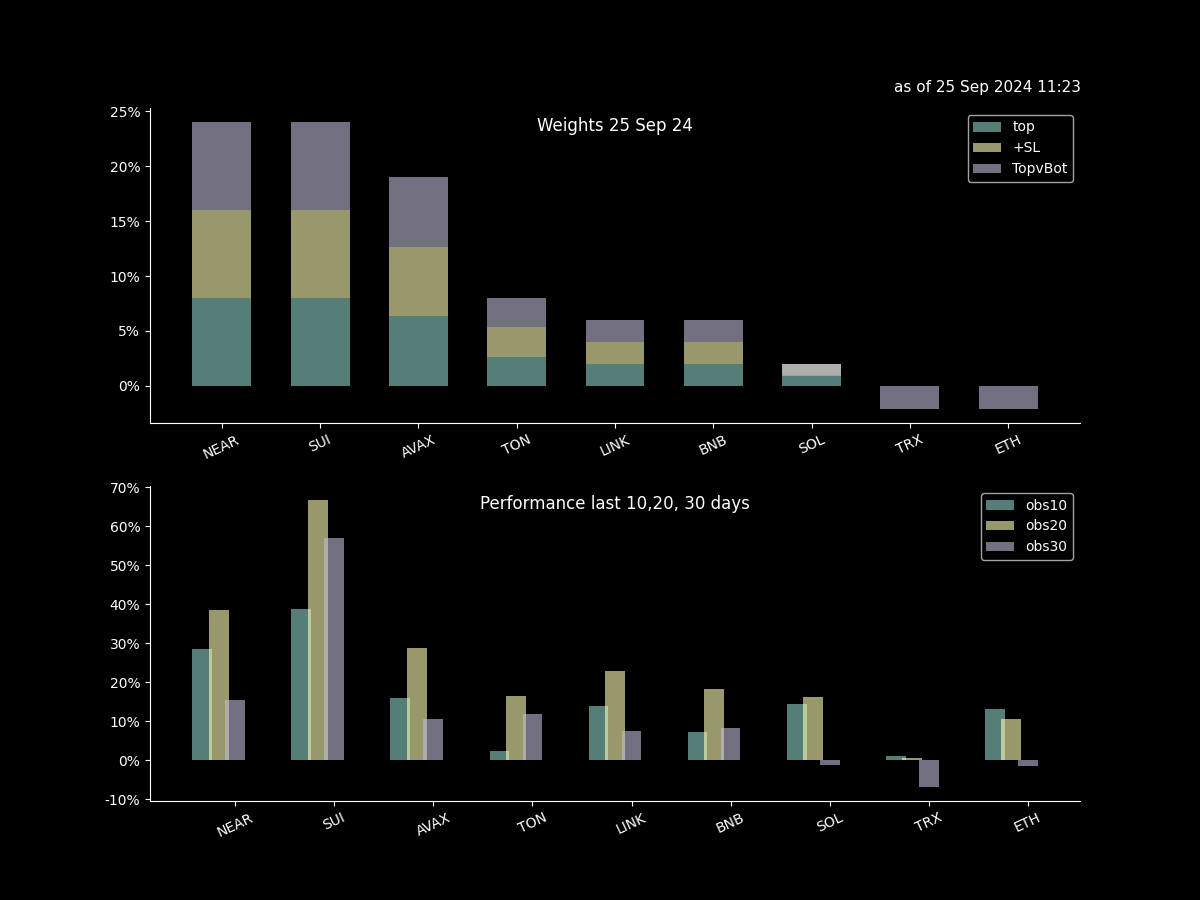 as of 25 Sep 2024 11:23
Weights 25 Sep 24
top
+SL
TopvBot
25%
20%
15%
10%
5%
0%
NEAR SUI AVAX TON LINK BNB SOL TRX ETH
Performance last 10,20, 30 days
obs10
obs20
obs30
70%
60%
50%
40%
30%
20%
10%
0%
-10%
NEAR SUI AVAX TON LINK BNB SOL TRX ETH